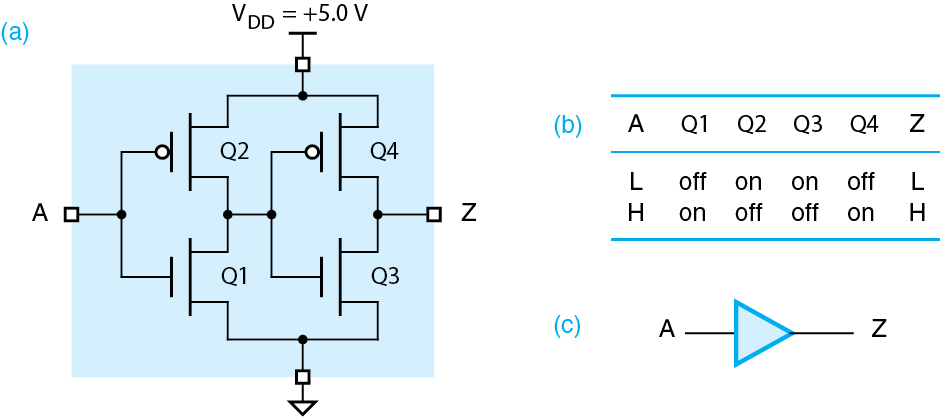 (a)
VDD = +5.0 V
Q2
Q4
A
Z
Q1
Q3
(b)
A Q1 Q2 Q3 Q4 Z
L off on on off L
H on off off on H
(c)
A
Z